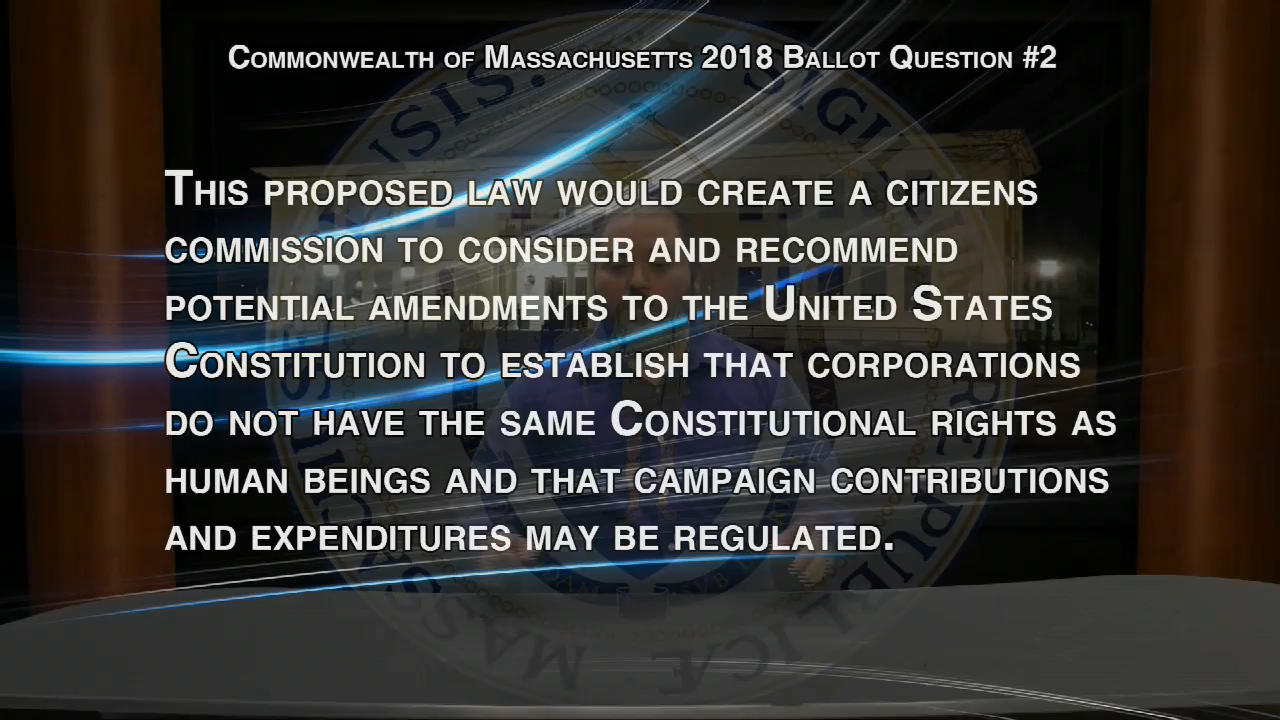 Commonwealth of Massachusetts 2018 Ballot Question #2
This proposed law would create a citizens
commission to consider and recommend
potential amendments to the United States
Constitution to establish that corporations
do not have the same Constitutional rights as
human beings and that campaign contributions
and expenditures may be regulated.